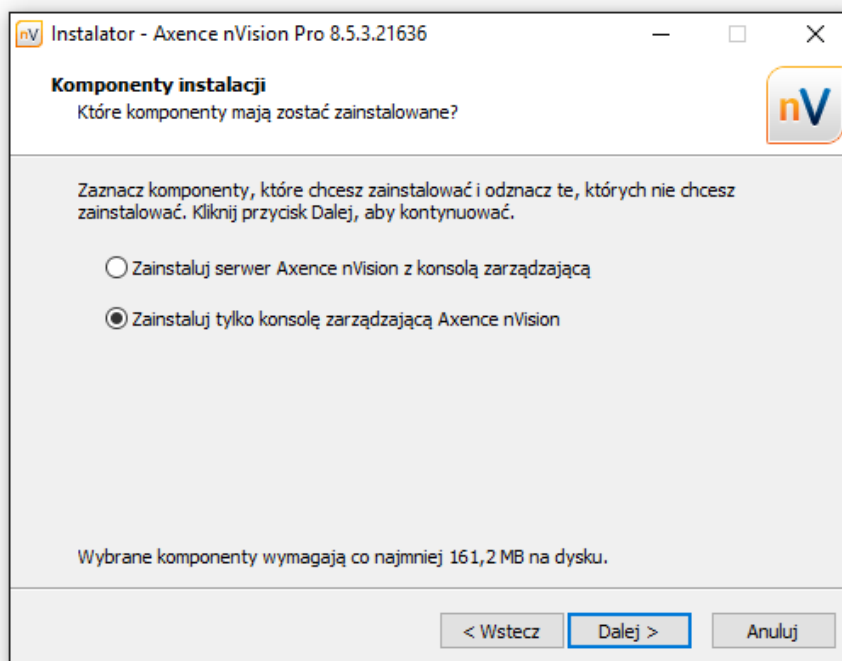 nV Instalator - Axence nVision Pro 8.5.3.21636
Komponenty instalacji
Które komponenty mają zostać zainstalowane?
nV
Zaznacz komponenty, które chcesz zainstalować i odznacz te, których nie chcesz
zainstalować. Kliknij przycisk Dalej, aby kontynuować.
Zainstaluj serwer Axence nVision z konsolą zarządzającą
Zainstaluj tylko konsolę zarządzającą Axence nVision
Wybrane komponenty wymagają co najmniej 161,2 MB na dysku.
< Wstecz
Dalej >
Anuluj